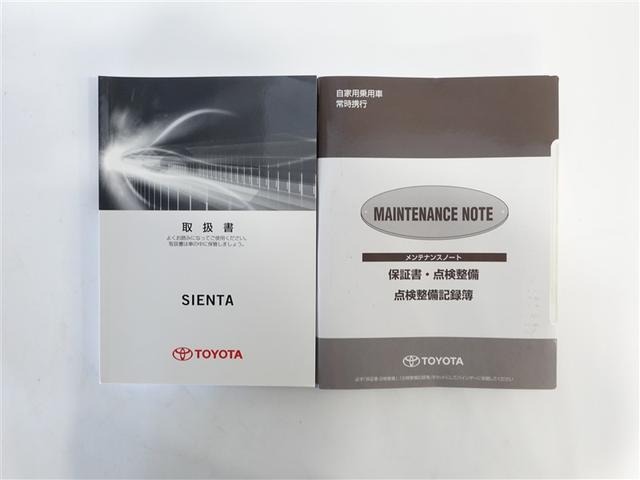 取扱書
よくお読みになってご使用ください。
取扱書は車の中に保管しましょう。
SIENTA
TOYOTA
自家用乗用車
常時携行
MAINTENANCE NOTE
メンテナンスノート
保証書・点検整備
点検整備記録簿
TOYOTA